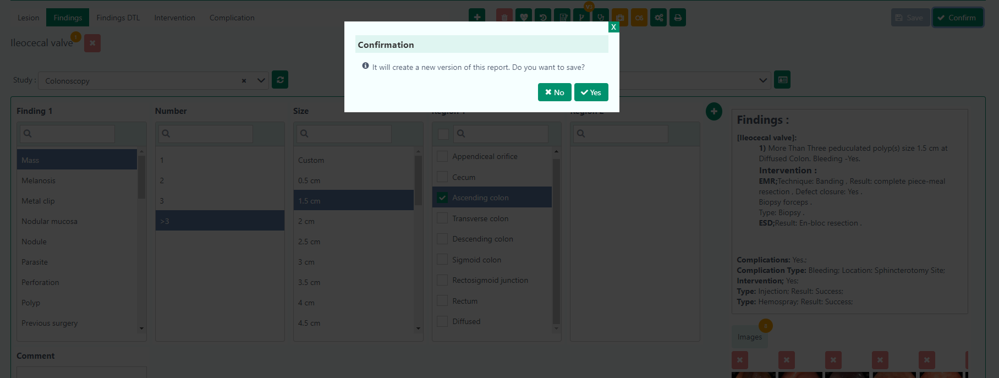 Lesion
Findings
Findings DTL
Intervention
Complication
V3
Save
Confirm
X
Confirmation
It will create a new version of this report. Do you want to save?
No
Yes
Ileocecal valve
1
Study :
Colonoscopy
Finding 1
Number
Size
Mass
Melanosis
Metal clip
Nodular mucosa
Nodule
Parasite
Perforation
Polyp
Previous surgery
1
2
3
>3
Custom
0.5 cm
1.5 cm
2 cm
2.5 cm
3 cm
3.5 cm
4 cm
4.5 cm
Appendiceal orifice
Cecum
Ascending colon
Transverse colon
Descending colon
Sigmoid colon
Rectosigmoid junction
Rectum
Diffused
Findings :
[Ileocecal valve]:
1) More Than Three peduculated polyp(s) size 1.5 cm at
Diffused Colon. Bleeding -Yes.
Intervention :
EMR;Technique: Banding , Result: complete piece-meal
resection , Defect closure: Yes .
Biopsy forceps .
Type: Biopsy .
ESD;Result: En-bloc resection .
Complications: Yes.;
Complication Type: Bleeding; Location: Sphincterotomy Site;
Intervention; Yes;
Type: Injection; Result: Success;
Type: Hemospray; Result: Success;
Images
Comment